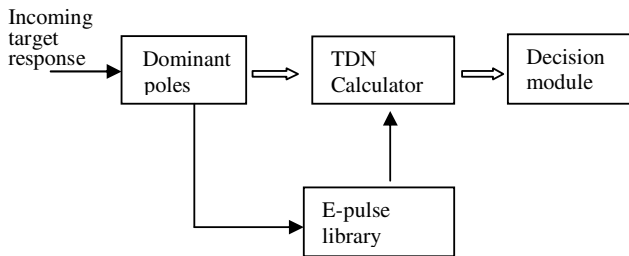 Incoming
target
response
Dominant
poles
TDN
Calculator
Decision
module
E-pulse
library